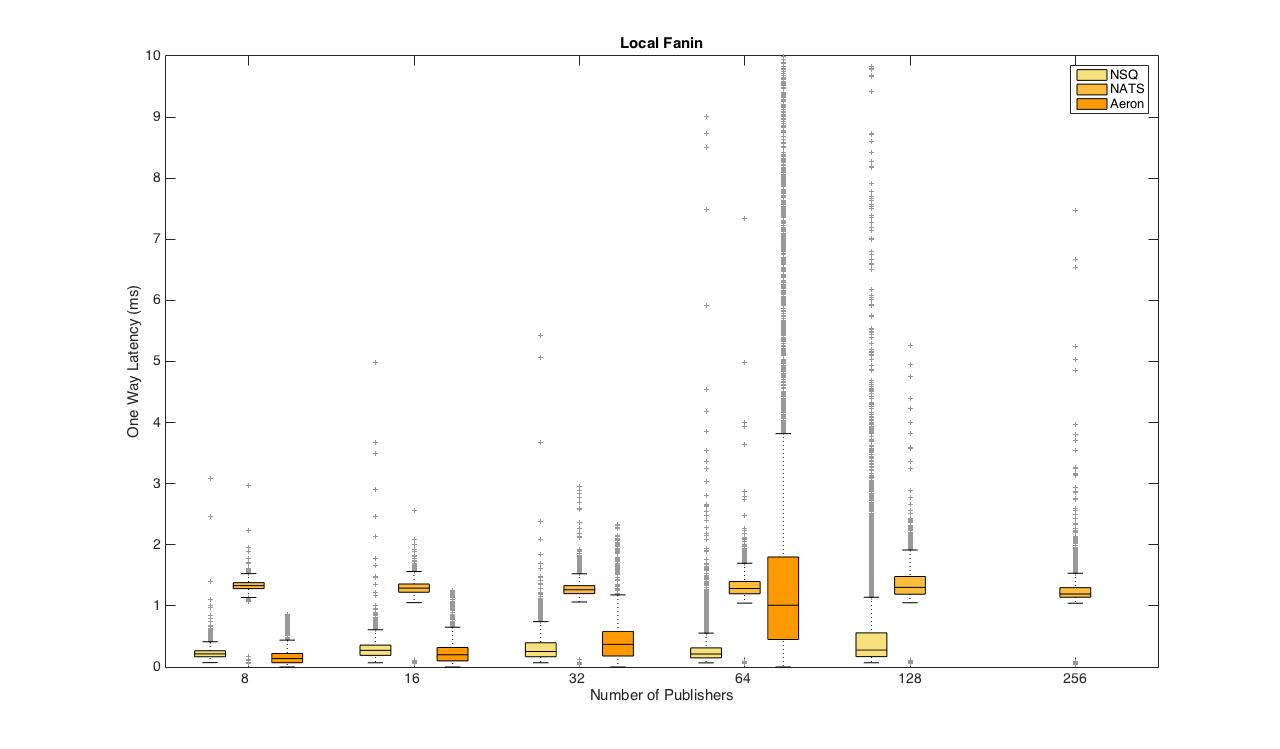 Local Fanin
NSQ
NATS
Aeron
One Way Latency (ms)
10
9
8
7
6
5
4
3
2
1
0
8 16 32 64 128 256
Number of Publishers